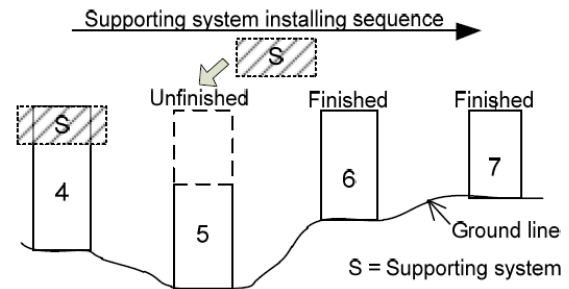 Supporting system installing sequence
S
Unfinished
Finished
Finished
S
4
5
6
7
Ground line
S = Supporting system